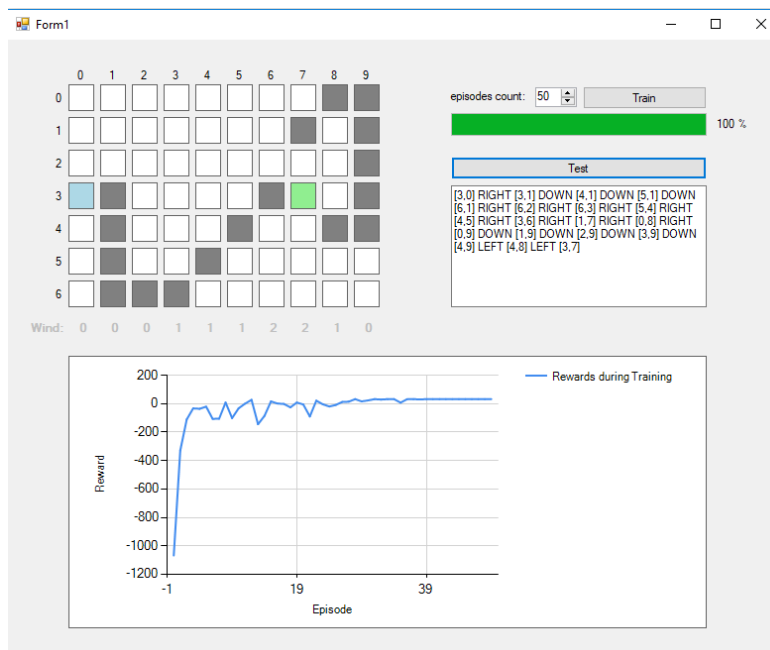 Form1
0 1 2 3 4 5 6 7 8 9
0
1
2
3
4
5
6
Wind: 0 0 0 1 1 1 2 2 1 0
episodes count: 50 Train
100 %
Test
[3,0] RIGHT [3,1] DOWN [4,1] DOWN [5,1] DOWN
[6,1] RIGHT [6,2] RIGHT [6,3] RIGHT [5,4] RIGHT
[4,5] RIGHT [3,6] RIGHT [1,7] RIGHT [0,8] RIGHT
[0,9] DOWN [1,9] DOWN [2,9] DOWN [3,9] DOWN
[4,9] LEFT [4,8] LEFT [3,7]
200
0
-200
-400
-600
-800
-1000
-1200
Reward
-1 19 39
Episode
Rewards during Training